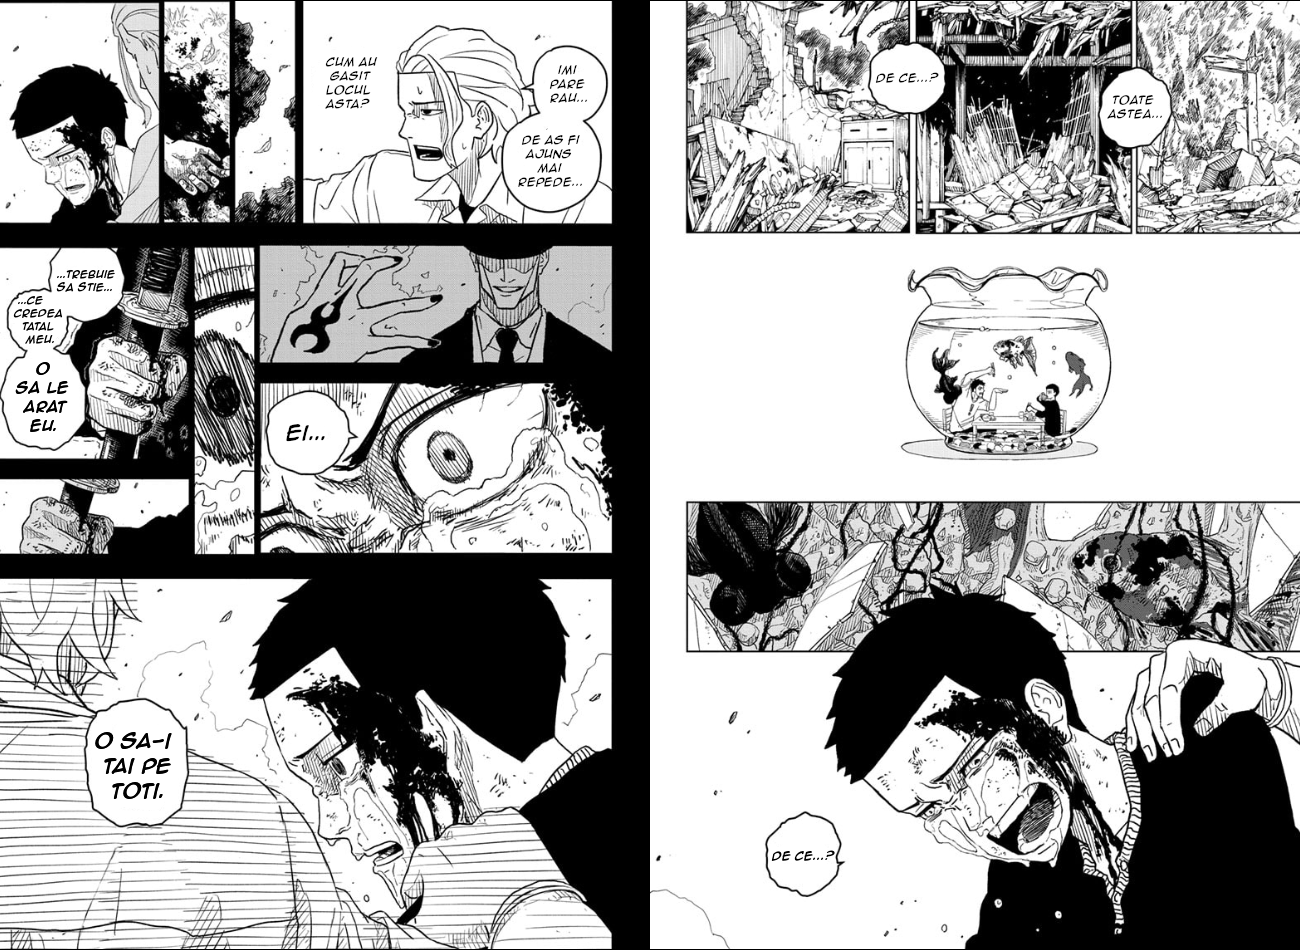 TOATE
ASTEA...
DE CE...?
DE CE...?
IMI
PARE
RAU...
DE AS FI
AJUNS
MAI
REPEDE...
CUM AU
GASIT
LOCUL
ASTA?
EI...
...TREBUIE
SA STIE...
...CE
CREDEA
TATAL
MEU.
O
SA LE
ARAT
EU.
O SA-I
TAI PE
TOTI.